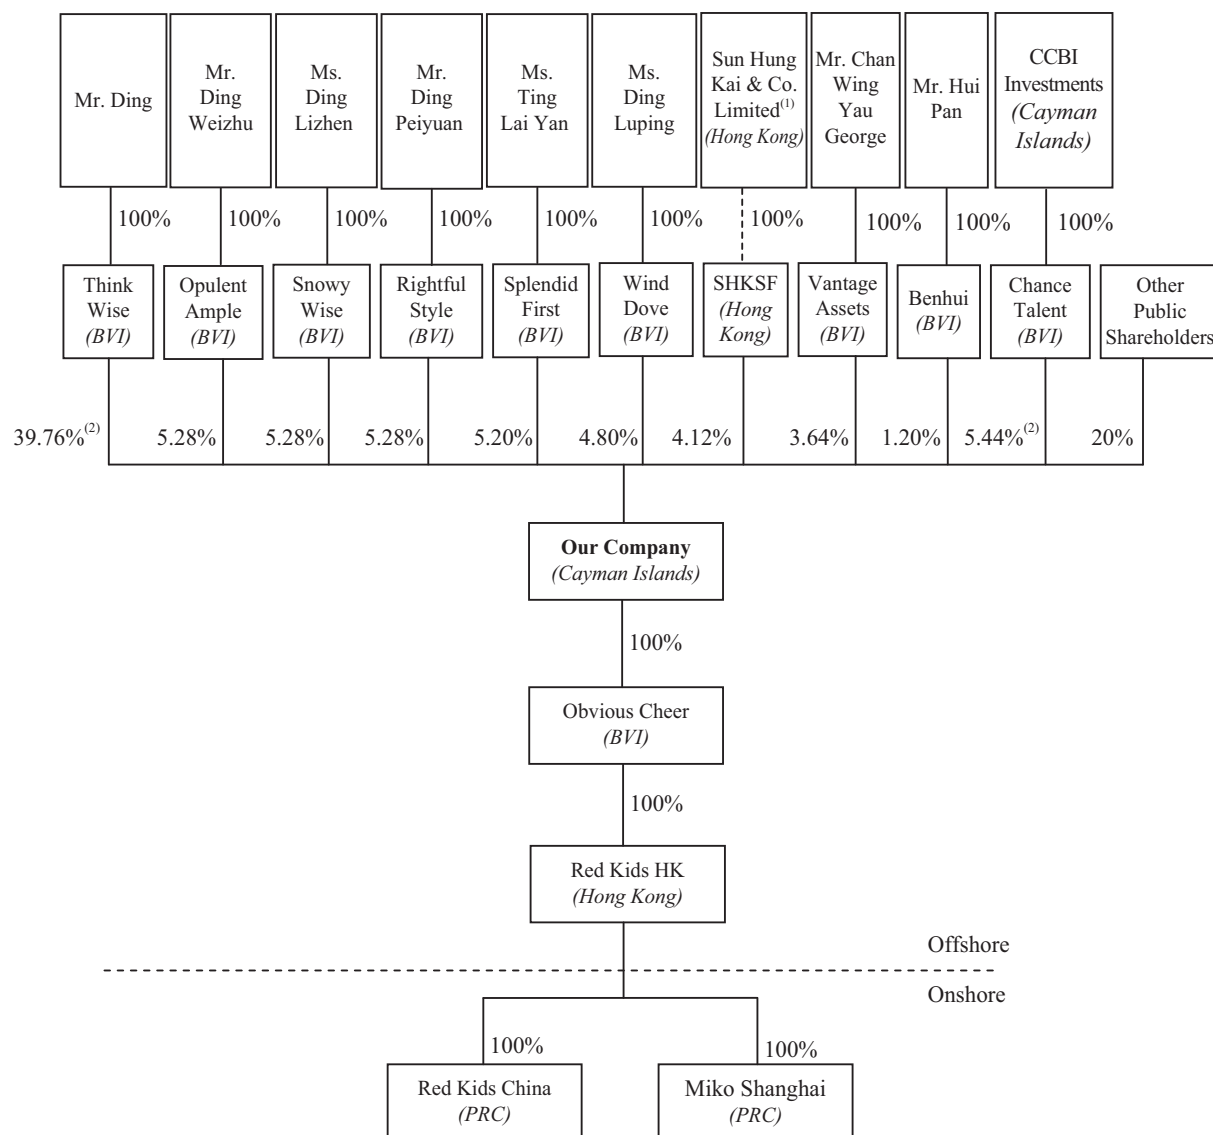 Mr. Ding
Mr.
Ding
Weizhu
Ms.
Ding
Lizhen
Mr.
Ding
Peiyuan
Ms.
Ting
Lai Yan
Ms.
Ding
Luping
Sun Hung
Kai & Co.
Limited(1)
(Hong Kong)
Mr. Chan
Wing
Yau
George
Mr. Hui
Pan
CCBI
Investments
(Cayman
Islands)
100%
100%
100%
100%
100%
100%
100%
100%
100%
100%
Think
Wise
(BVI)
Opulent
Ample
(BVI)
Snowy
Wise
(BVI)
Rightful
Style
(BVI)
Splendid
First
(BVI)
Wind
Dove
(BVI)
SHKSF
(Hong
Kong)
Vantage
Assets
(BVI)
Benhui
(BVI)
Chance
Talent
(BVI)
Other
Public
Shareholders
39.76%(2)
5.28%
5.28%
5.28%
5.20%
4.80%
4.12%
3.64%
1.20%
5.44%(2)
20%
Our Company
(Cayman Islands)
100%
Obvious Cheer
(BVI)
100%
Red Kids HK
(Hong Kong)
Offshore
Onshore
100%
100%
Red Kids China
(PRC)
Miko Shanghai
(PRC)